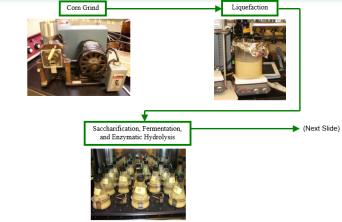 Corn Grind
Liquefaction
Saccharification, Fermentation,
and Enzymatic Hydrolysis
(Next Slide)